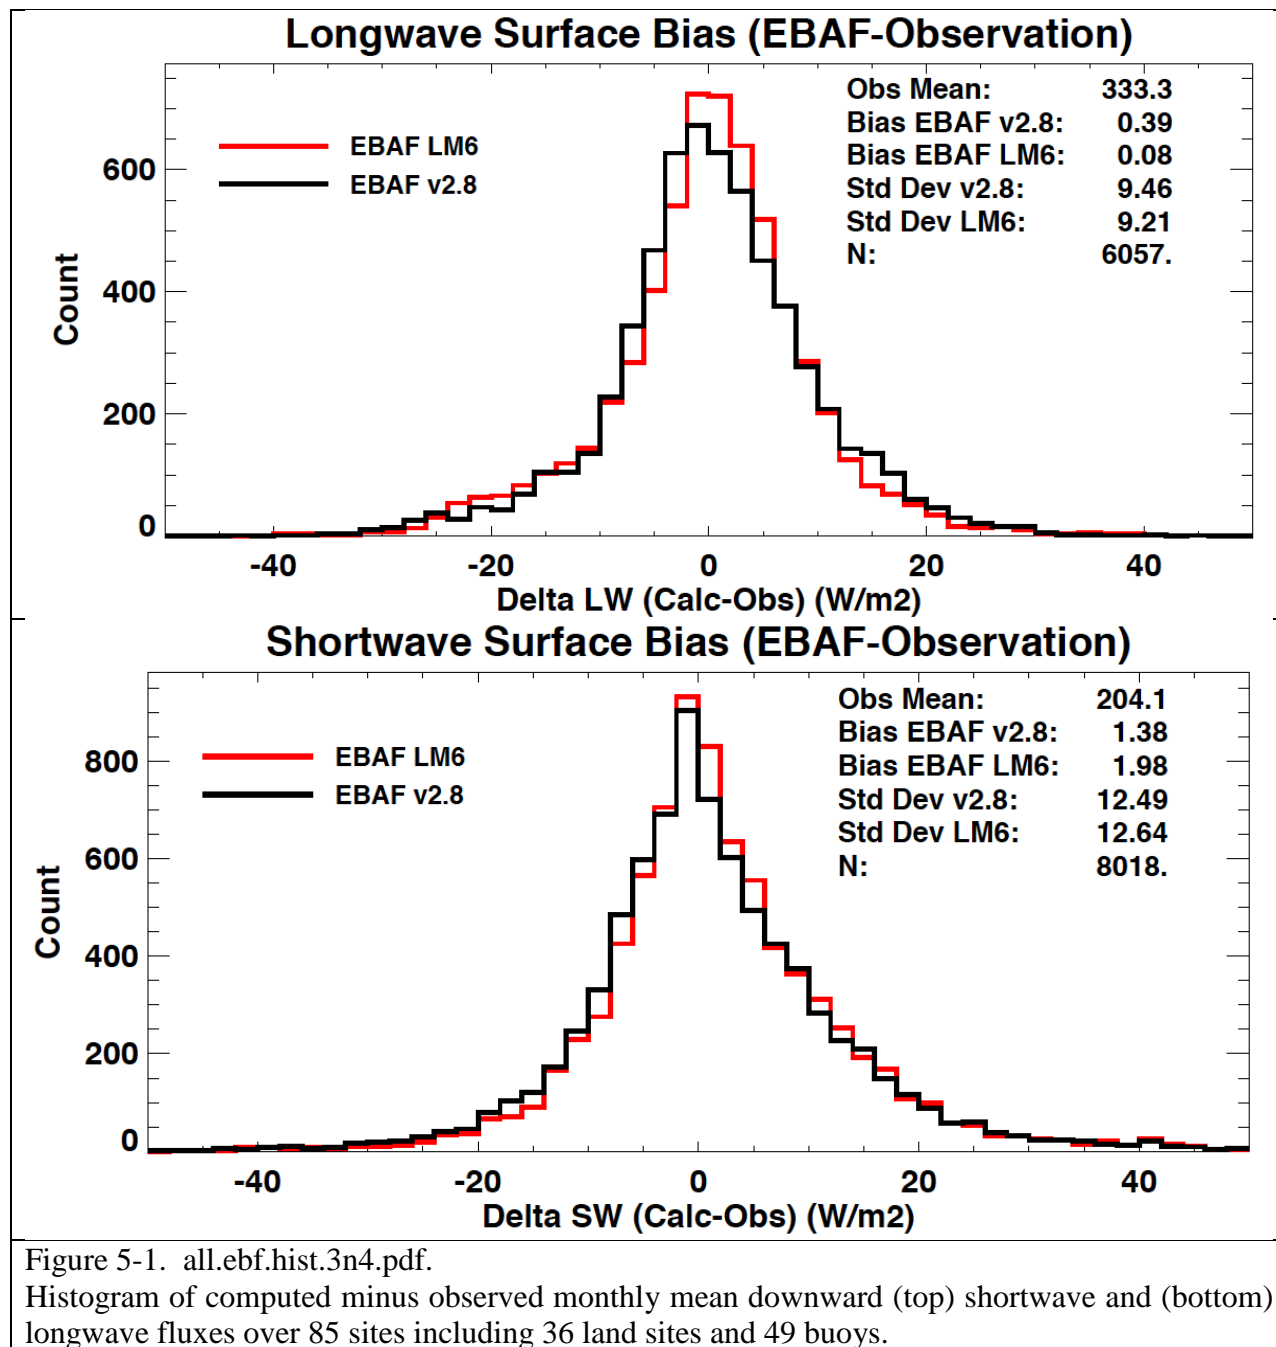 Longwave Surface Bias (EBAF-Observation)
EBAF LM6
EBAF v2.8
Obs Mean: 333.3
Bias EBAF v2.8: 0.39
Bias EBAF LM6: 0.08
Std Dev v2.8: 9.46
Std Dev LM6: 9.21
N: 6057.
Count
600
400
200
0
-40 -20 0 20 40
Delta LW (Calc-Obs) (W/m2)
Shortwave Surface Bias (EBAF-Observation)
EBAF LM6
EBAF v2.8
Obs Mean: 204.1
Bias EBAF v2.8: 1.38
Bias EBAF LM6: 1.98
Std Dev v2.8: 12.49
Std Dev LM6: 12.64
N: 8018.
Count
800
600
400
200
0
-40 -20 0 20 40
Delta SW (Calc-Obs) (W/m2)
Figure 5-1. all.ebf.hist.3n4.pdf.
Histogram of computed minus observed monthly mean downward (top) shortwave and (bottom)
longwave fluxes over 85 sites including 36 land sites and 49 buoys.